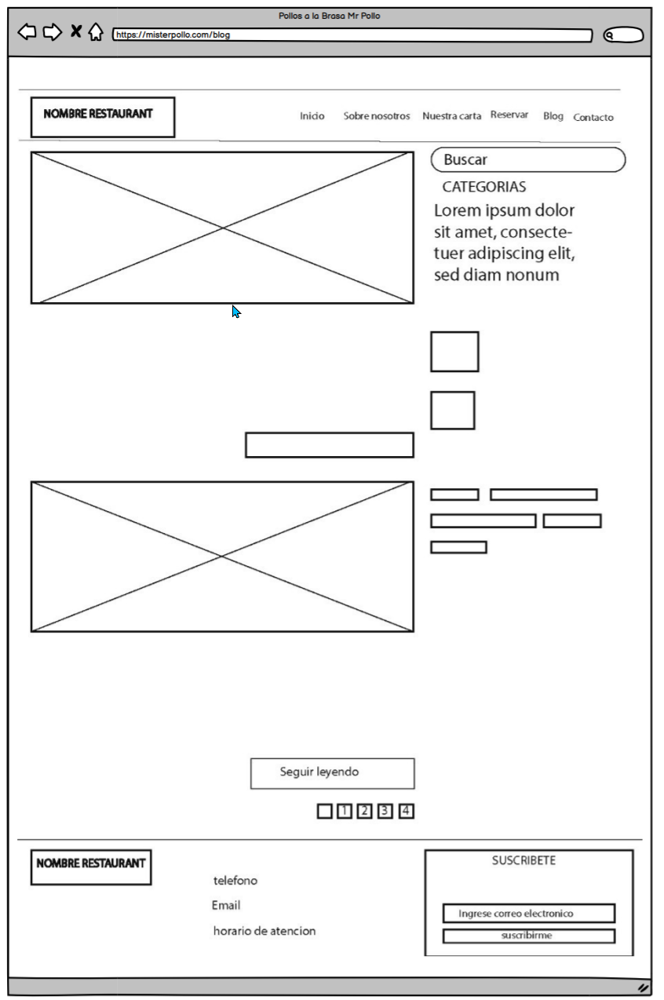 Pollos a la Brasa Mr Pollo
https://misterpollo.com/blog
NOMBRE RESTAURANT
Inicio Sobre nosotros Nuestra carta Reservar Blog Contacto
Buscar
CATEGORIAS
Lorem ipsum dolor
sit amet, consecte-
tuer adipiscing elit,
sed diam nonum
Seguir leyendo
1 2 3 4
NOMBRE RESTAURANT
telefono
Email
horario de atencion
SUSCRIBETE
Ingrese correo electronico
suscribirme